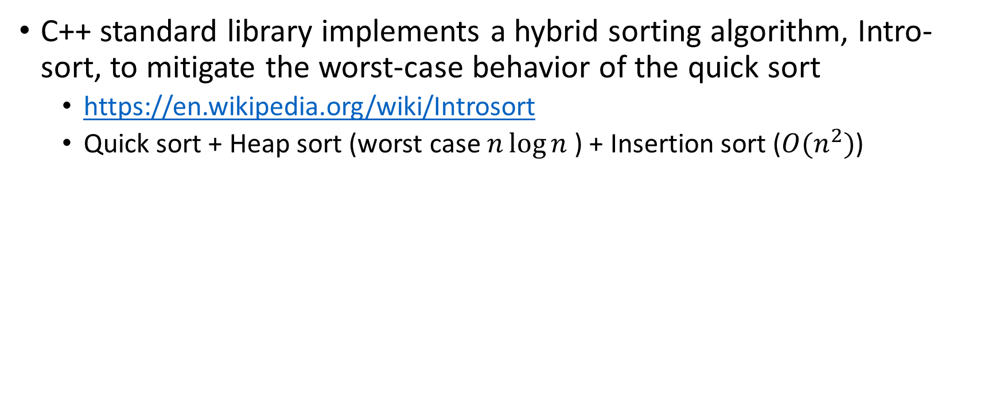 • C++ standard library implements a hybrid sorting algorithm, Intro-
sort, to mitigate the worst-case behavior of the quick sort
• https://en.wikipedia.org/wiki/Introsort
• Quick sort + Heap sort (worst case n log n ) + Insertion sort (O(n²))